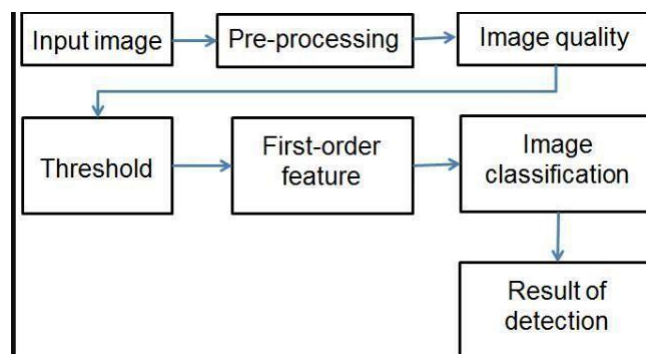 Input image
Pre-processing
Image quality
Threshold
First-order
feature
Image
classification
Result of
detection